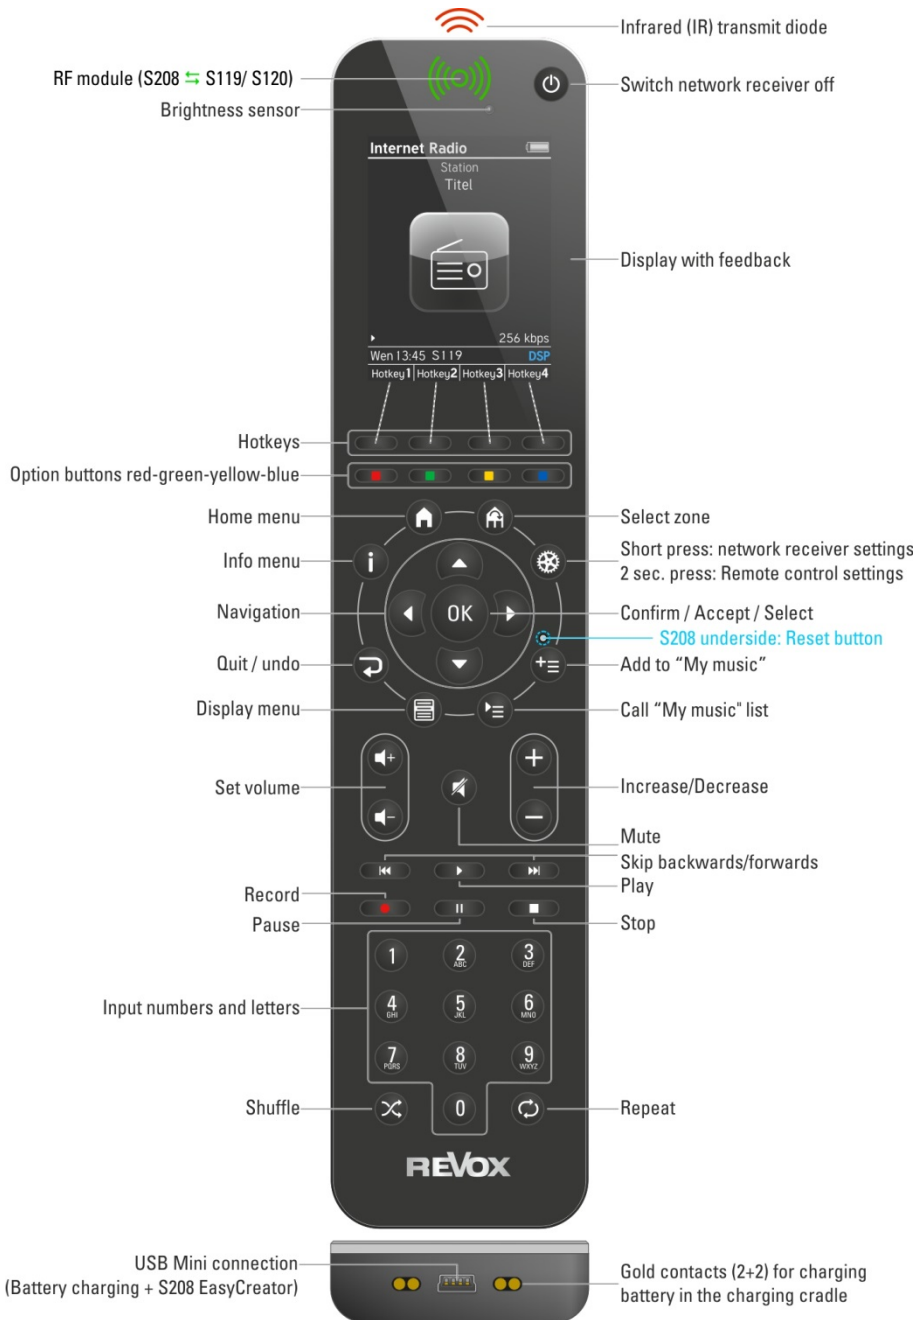 Infrared (IR) transmit diode
RF module (S208 ⇆ S119/ S120)
Switch network receiver off
Brightness sensor
Internet Radio
Station
Titel
Display with feedback
256 kbps
Wen 13:45 S119 DSP
Hotkey1 Hotkey2 Hotkey3 Hotkey4
Hotkeys
Option buttons red-green-yellow-blue
Home menu
Select zone
Info menu
i
Short press: network receiver settings
2 sec. press: Remote control settings
Navigation
OK
Confirm / Accept / Select
S208 underside: Reset button
Quit / undo
Add to “My music”
Display menu
Call “My music" list
Set volume
Increase/Decrease
Mute
Skip backwards/forwards
Play
Record
Pause
Stop
1 2 3
ABC DEF
Input numbers and letters
4 5 6
GHI JKL MNO
7 8 9
PQRS TUV WXYZ
Shuffle
0
Repeat
REVOX
USB Mini connection
(Battery charging + S208 EasyCreator)
Gold contacts (2+2) for charging
battery in the charging cradle